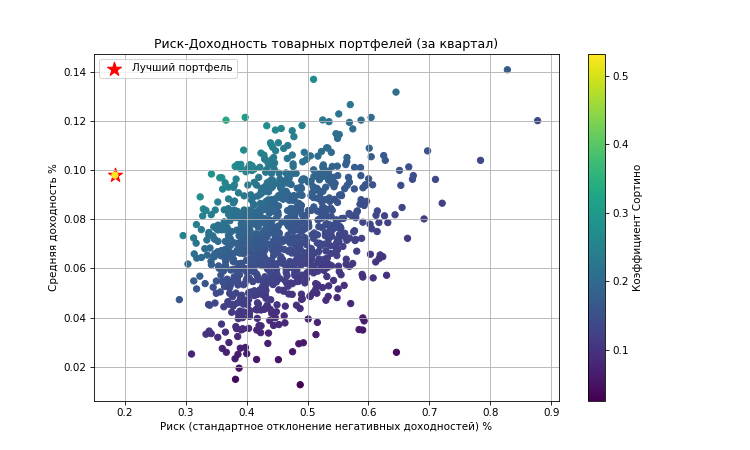 Риск-Доходность товарных портфелей (за квартал)
Лучший портфель
Средняя доходность %
0.14
0.12
0.10
0.08
0.06
0.04
0.02
0.2 0.3 0.4 0.5 0.6 0.7 0.8 0.9
Риск (стандартное отклонение негативных доходностей) %
0.5
0.4
0.3
0.2
0.1
Коэффициент Сортино